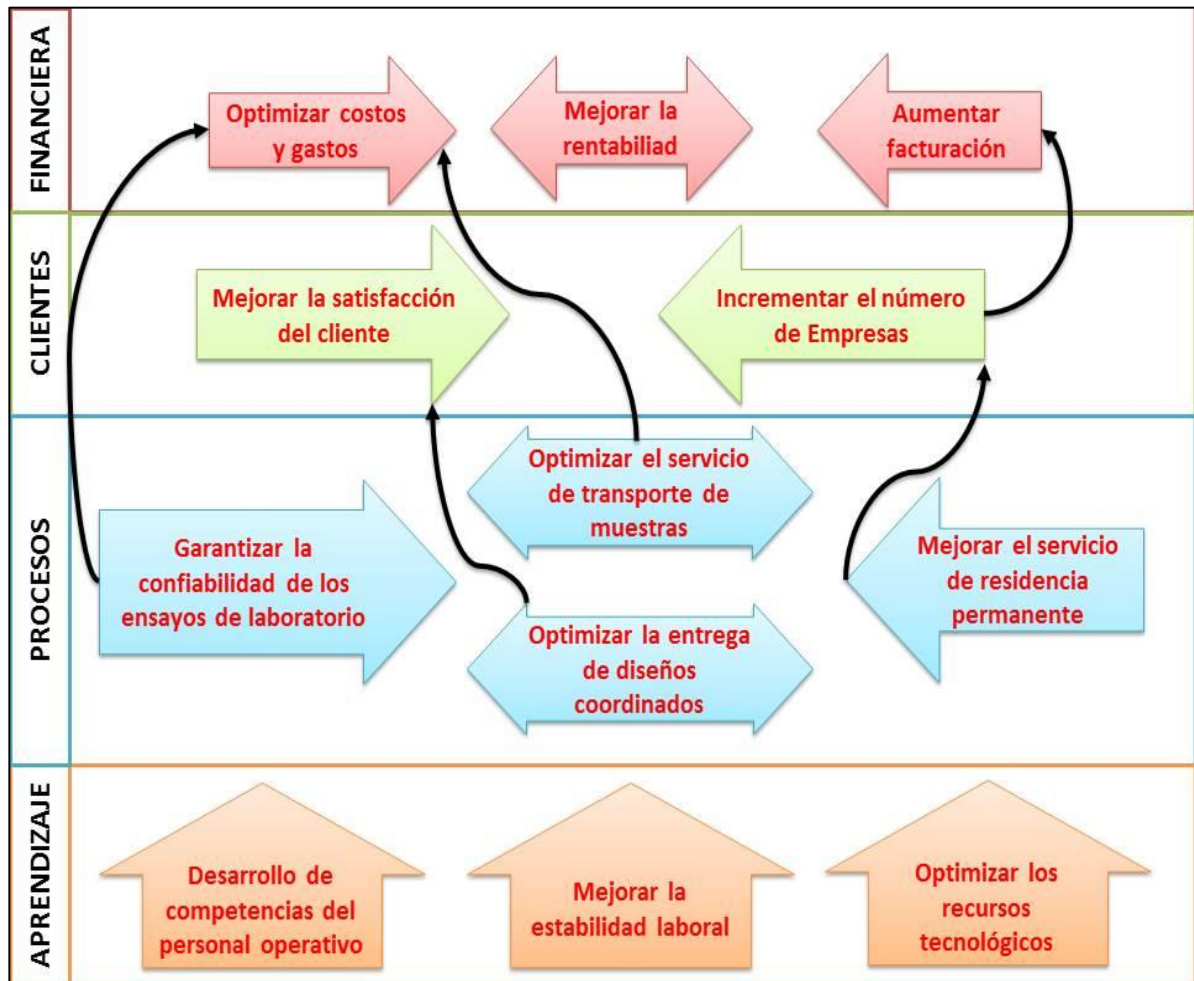 FINANCIERA
Optimizar costos
y gastos
Mejorar la
rentabiliad
Aumentar
facturación
CLIENTES
Mejorar la satisfacción
del cliente
Incrementar el número
de Empresas
PROCESOS
Optimizar el servicio
de transporte de
muestras
Garantizar la
confiabilidad de los
ensayos de laboratorio
Mejorar el servicio
de residencia
permanente
Optimizar la entrega
de diseños
coordinados
APRENDIZAJE
Desarrollo de
competencias del
personal operativo
Mejorar la
estabilidad laboral
Optimizar los
recursos
tecnológicos